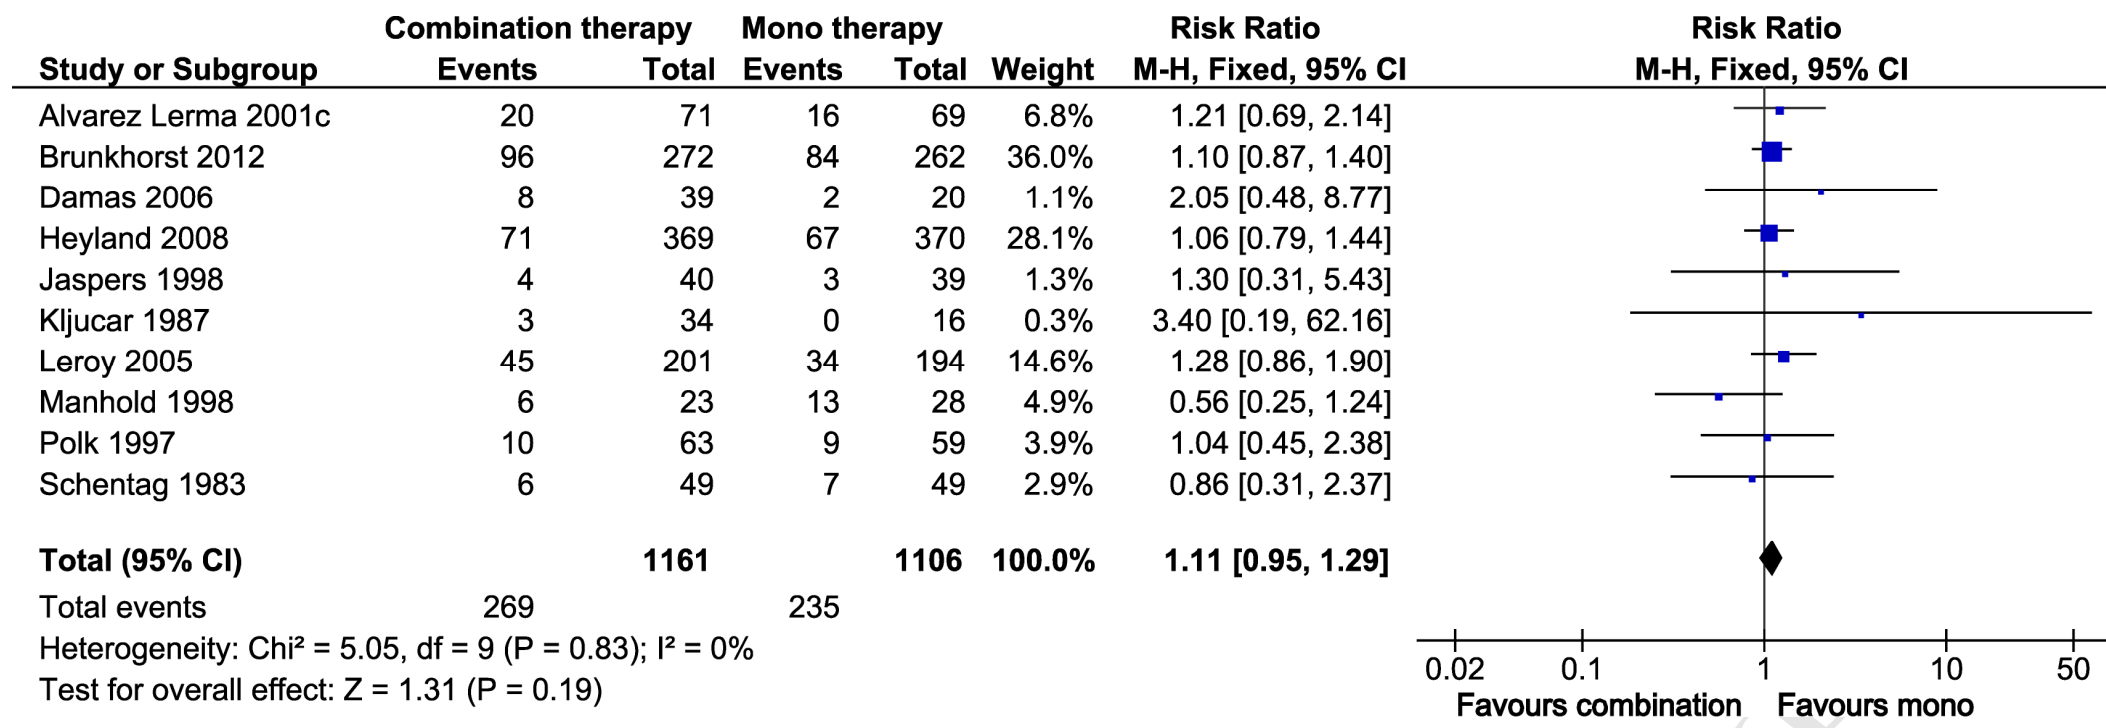 Combination therapy Mono therapy Risk Ratio Risk Ratio
Study or Subgroup Events Total Events Total Weight M-H, Fixed, 95% CI M-H, Fixed, 95% CI
Alvarez Lerma 2001c 20 71 16 69 6.8% 1.21 [0.69, 2.14]
Brunkhorst 2012 96 272 84 262 36.0% 1.10 [0.87, 1.40]
Damas 2006 8 39 2 20 1.1% 2.05 [0.48, 8.77]
Heyland 2008 71 369 67 370 28.1% 1.06 [0.79, 1.44]
Jaspers 1998 4 40 3 39 1.3% 1.30 [0.31, 5.43]
Kljucar 1987 3 34 0 16 0.3% 3.40 [0.19, 62.16]
Leroy 2005 45 201 34 194 14.6% 1.28 [0.86, 1.90]
Manhold 1998 6 23 13 28 4.9% 0.56 [0.25, 1.24]
Polk 1997 10 63 9 59 3.9% 1.04 [0.45, 2.38]
Schentag 1983 6 49 7 49 2.9% 0.86 [0.31, 2.37]
Total (95% CI) 1161 1106 100.0% 1.11 [0.95, 1.29]
Total events 269 235
Heterogeneity: Chi² = 5.05, df = 9 (P = 0.83); I² = 0%
Test for overall effect: Z = 1.31 (P = 0.19)
0.02 0.1 1 10 50
Favours combination Favours mono